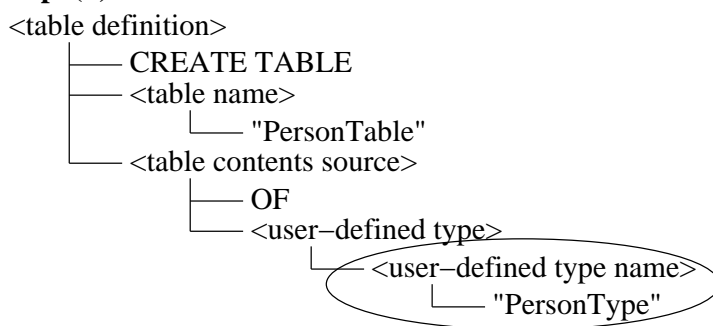 <table definition>
CREATE TABLE
<table name>
"PersonTable"
<table contents source>
OF
<user−defined type>
<user−defined type name>
"PersonType"